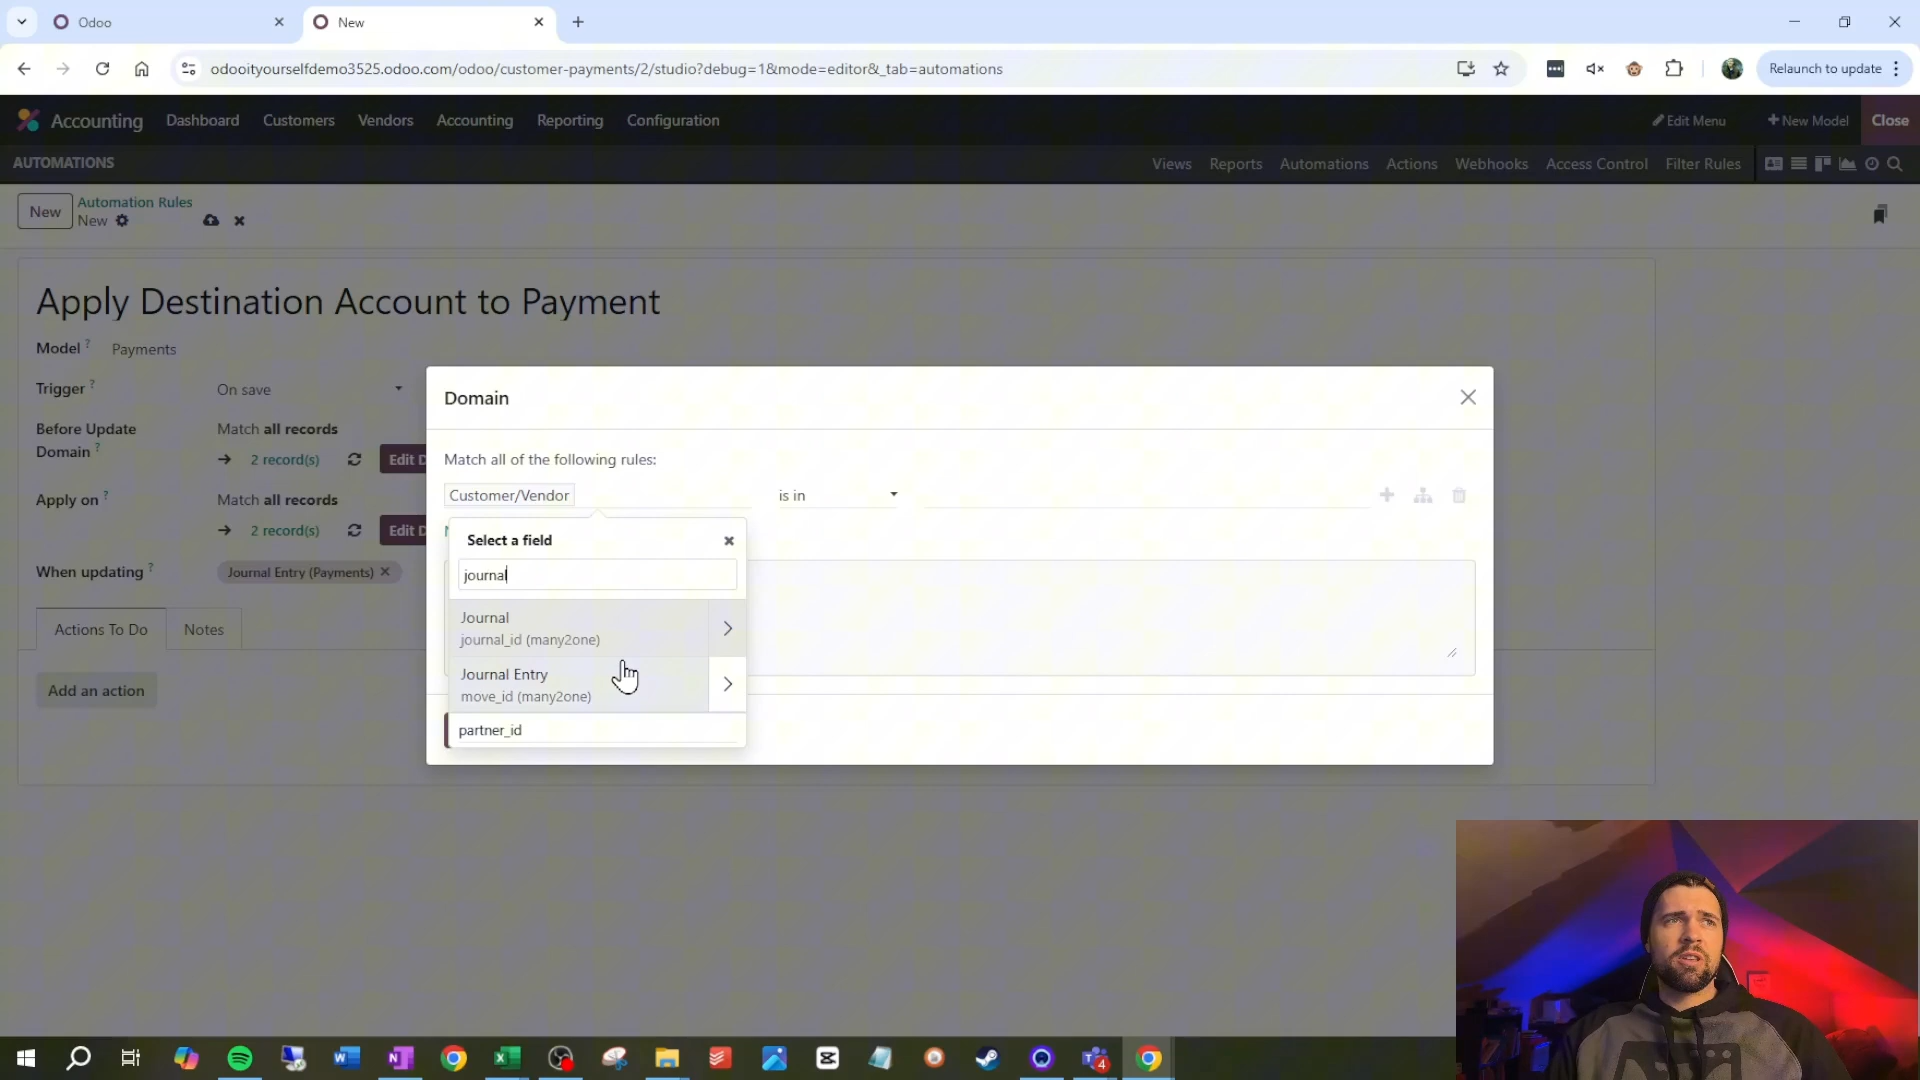 Odoo
New
odooityourselfdemo3525.odoo.com/odoo/customer-payments/2/studio?debug=1&mode=editor&_tab=automations
Relaunch to update
Accounting
Dashboard
Customers
Vendors
Accounting
Reporting
Configuration
Edit Menu
New Model
Close
AUTOMATIONS
Views
Reports
Automations
Actions
Webhooks
Access Control
Filter Rules
New
Automation Rules
New
Apply Destination Account to Payment
Model ?
Payments
Trigger ?
On save
Before Update
Domain ?
Match all records
2 record(s)
Edit D
Apply on ?
Match all records
2 record(s)
Edit D
When updating ?
Journal Entry (Payments)
Actions To Do
Notes
Add an action
Domain
Match all of the following rules:
Customer/Vendor
is in
Select a field
journal
Journal
journal_id (many2one)
Journal Entry
move_id (many2one)
partner_id
4